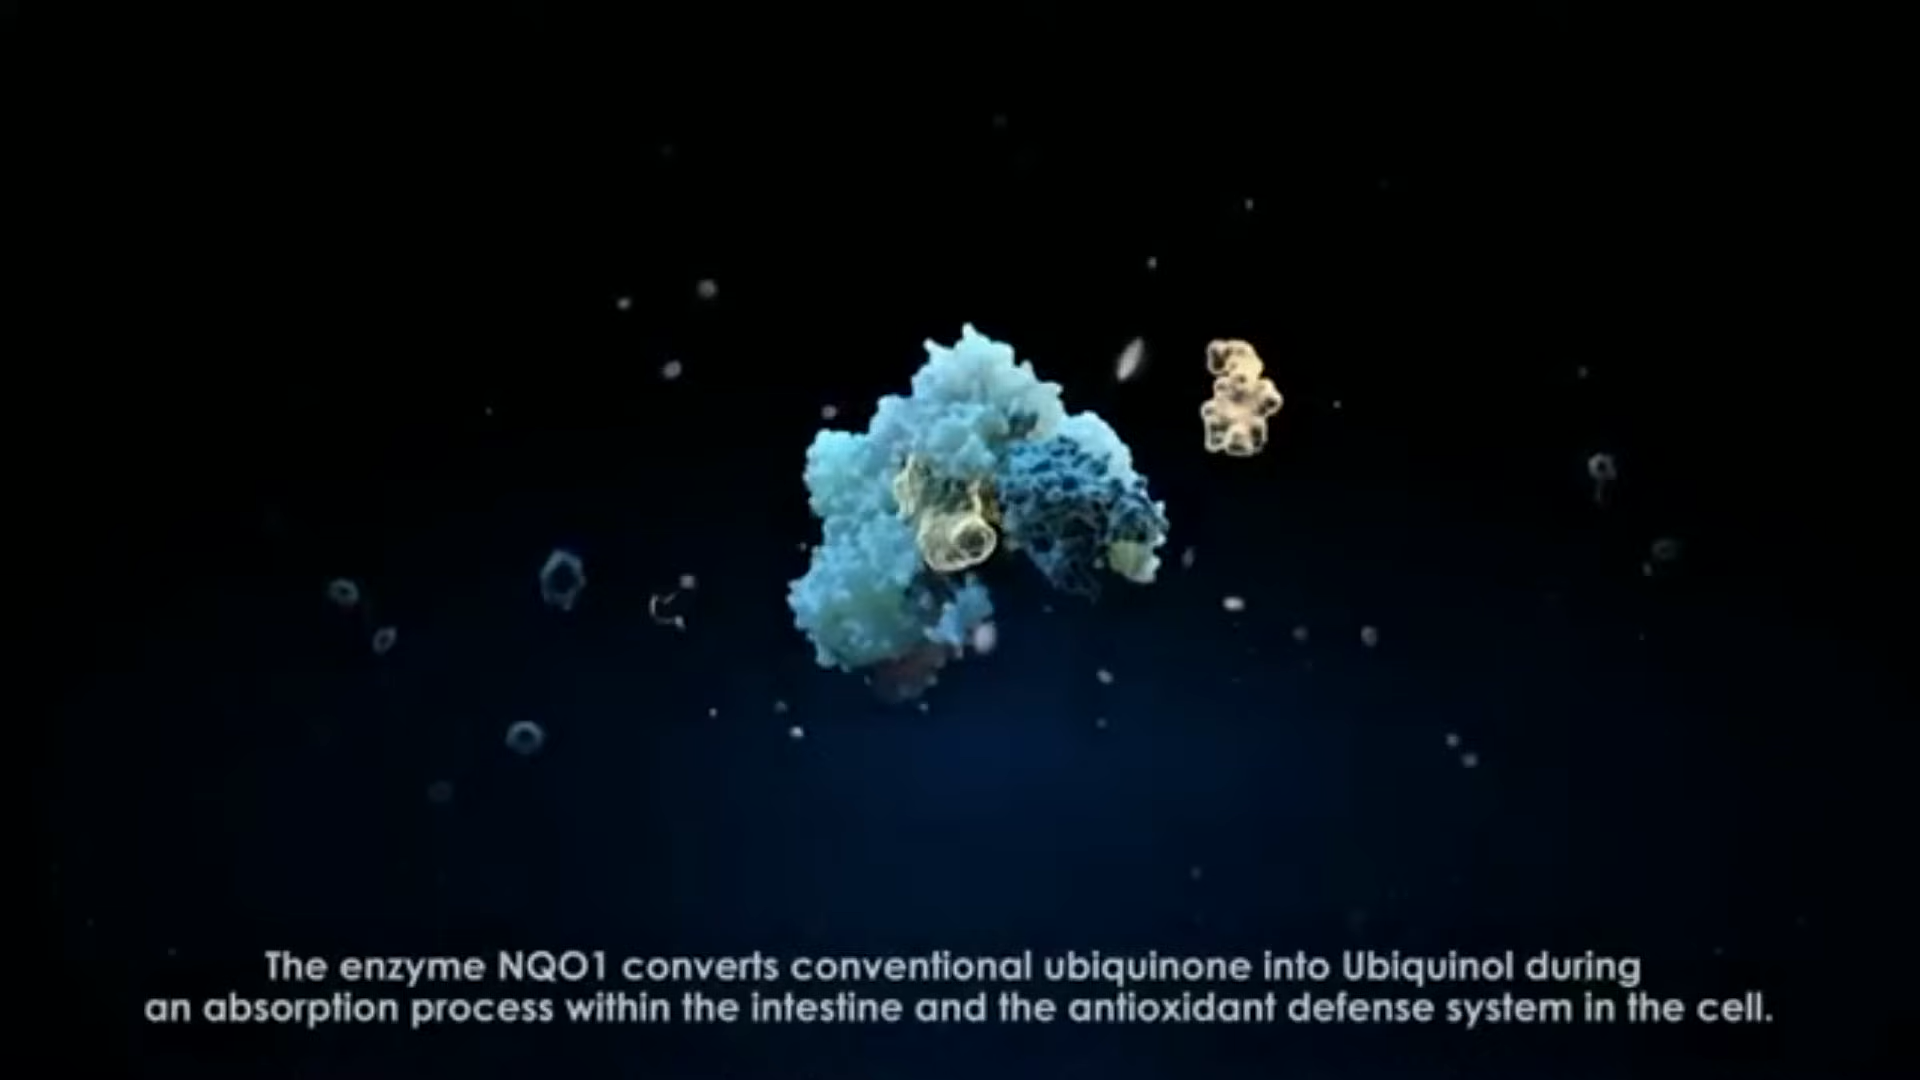 The enzyme NQO1 converts conventional ubiquinone into Ubiquinol during
an absorption process within the intestine and the antioxidant defense system in the cell.